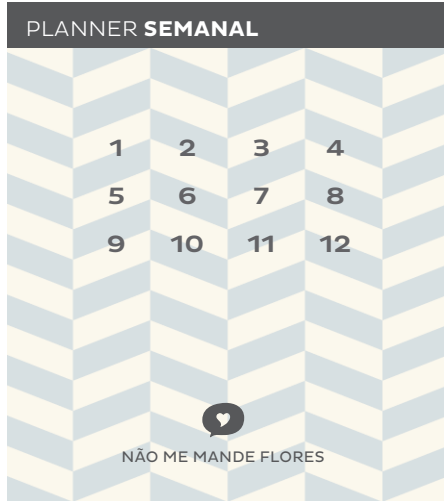 PLANNER SEMANAL
1 2 3 4
5 6 7 8
9 10 11 12
NÃO ME MANDE FLORES